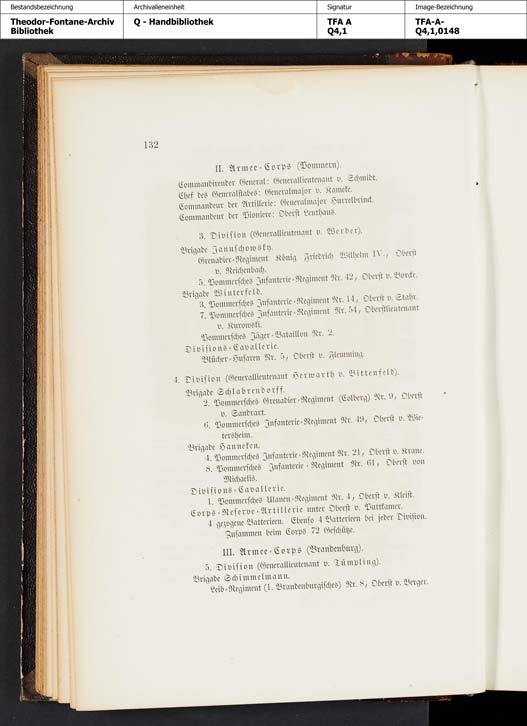 Bestandsbezeichnung
Archivalieneinheit
Signatur
Image-Bezeichnung
Theodor-Fontane-Archiv
Bibliothek
Q - Handbibliothek
TFA A
Q4,1
TFA-A-
Q4,1,0148
132
II. Armee-Corps (Pommern).
Commandirender General: Generallieutenant v. Schmidt.
Chef des Generalstabes: Generalmajor v. Kameke.
Commandeur der Artillerie: Generalmajor Hurrelbrinck.
Commandeur der Pioniere: Oberst Leuthaus.
3. Division (Generallieutenant v. Werder).
Brigade Januschowsky.
Grenadier-Regiment König Friedrich Wilhelm IV., Oberst
v. Reichenbach.
5. Pommersches Infanterie-Regiment Nr. 42, Oberst v. Borcke.
Brigade Winterfeld.
3. Pommersches Infanterie-Regiment Nr. 14, Oberst v. Stahr.
7. Pommersches Infanterie-Regiment Nr. 54, Oberstlieutenant
v. Kurowski.
Pommersches Jäger-Bataillon Nr. 2.
Divisions-Cavallerie.
Blücher-Husaren Nr. 5, Oberst v. Flemming.
4. Division (Generallieutenant Herwarth v. Bittenfeld).
Brigade Schlabrendorff.
2. Pommersches Grenadier-Regiment (Colberg) Nr. 9, Oberst
v. Sandrart.
6. Pommersches Infanterie-Regiment Nr. 49, Oberst v. Wie-
tersheim.
Brigade Hanneken.
4. Pommersches Infanterie-Regiment Nr. 21, Oberst v. Krane.
8. Pommersches Infanterie-Regiment Nr. 61, Oberst von
Michaelis.
Divisions-Cavallerie.
1. Pommersches Ulanen-Regiment Nr. 4, Oberst v. Kleist.
Corps-Reserve-Artillerie unter Oberst v. Puttkamer.
4 gezogene Batterieen. Ebenso 4 Batterieen bei jeder Division.
Zusammen beim Corps 72 Geschütze.
III. Armee-Corps (Brandenburg).
5. Division (Generallieutenant v. Tümpling).
Brigade Schimmelmann.
Leib-Regiment (1. Brandenburgisches) Nr. 8, Oberst v. Berger.